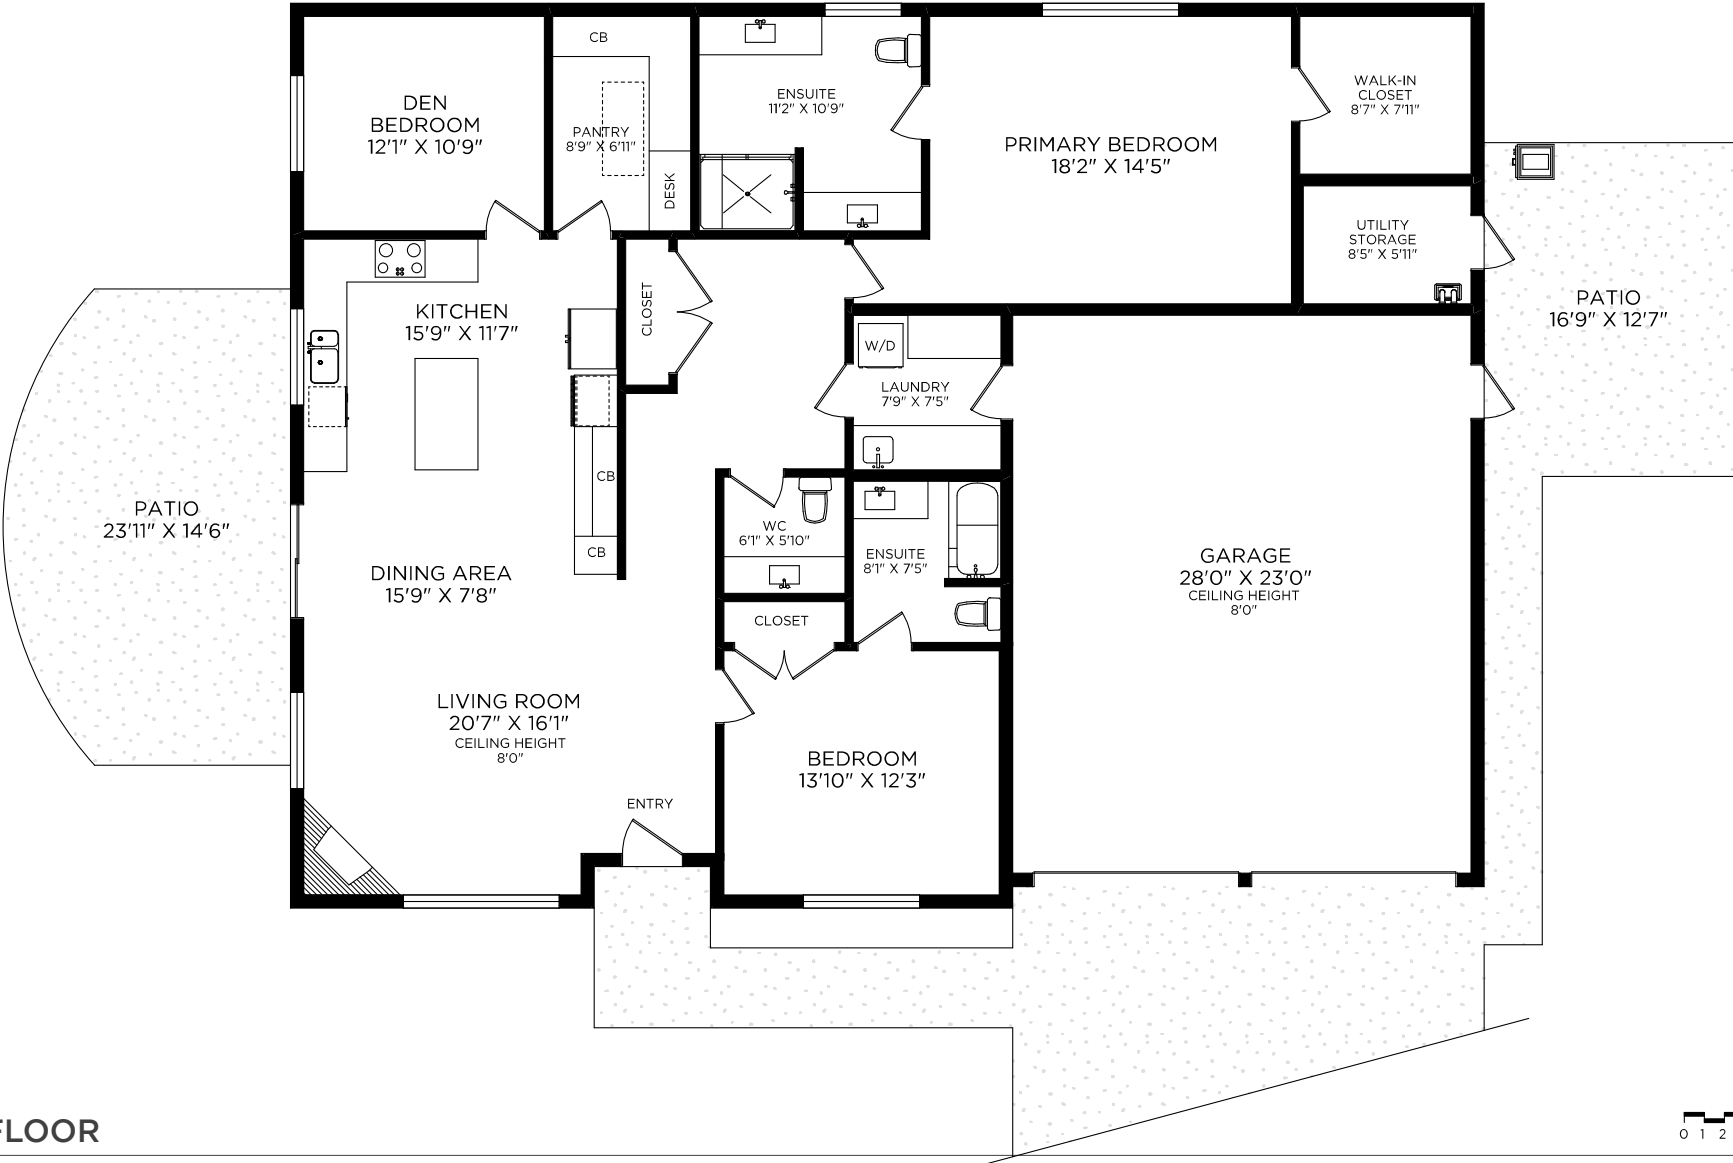 CB
DEN
BEDROOM
12'1" X 10'9"
PANTRY
8'9" X 6'11"
DESK
ENSUITE
11'2" X 10'9"
PRIMARY BEDROOM
18'2" X 14'5"
WALK-IN
CLOSET
8'7" X 7'11"
UTILITY
STORAGE
8'5" X 5'11"
PATIO
16'9" X 12'7"
KITCHEN
15'9" X 11'7"
CLOSET
W/D
LAUNDRY
7'9" X 7'5"
CB
PATIO
23'11" X 14'6"
WC
6'1" X 5'10"
CB
ENSUITE
8'1" X 7'5"
GARAGE
28'0" X 23'0"
CEILING HEIGHT
8'0"
DINING AREA
15'9" X 7'8"
CLOSET
LIVING ROOM
20'7" X 16'1"
CEILING HEIGHT
8'0"
BEDROOM
13'10" X 12'3"
ENTRY
FLOOR
0 1 2